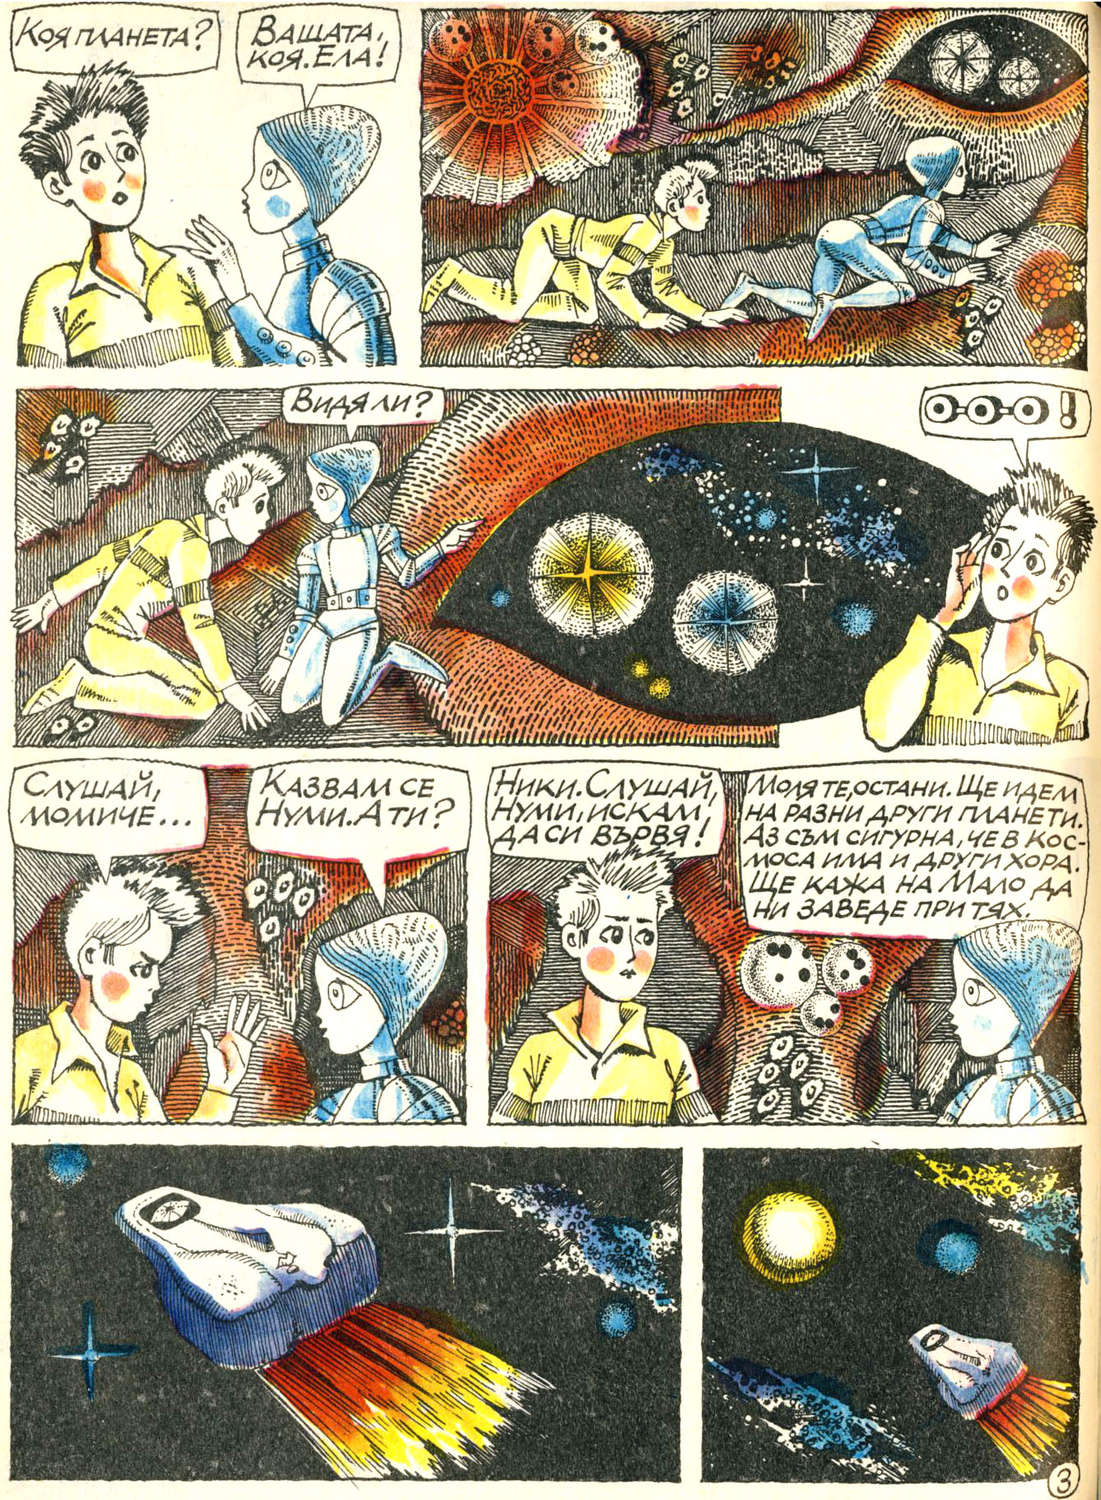 Коя планета?
Вашата,
коя. Ела!
Видя ли?
О-о-о!
Слушай,
момиче...
Казвам се
Нуми. А ти?
Ники. Слушай,
Нуми, искам
да си вървя!
Моля те, остани. Ще идем
на разни други планети.
Аз съм сигурна, че в кос-
моса има и други хора.
Ще кажа на Мало да
ни заведе при тях.
3